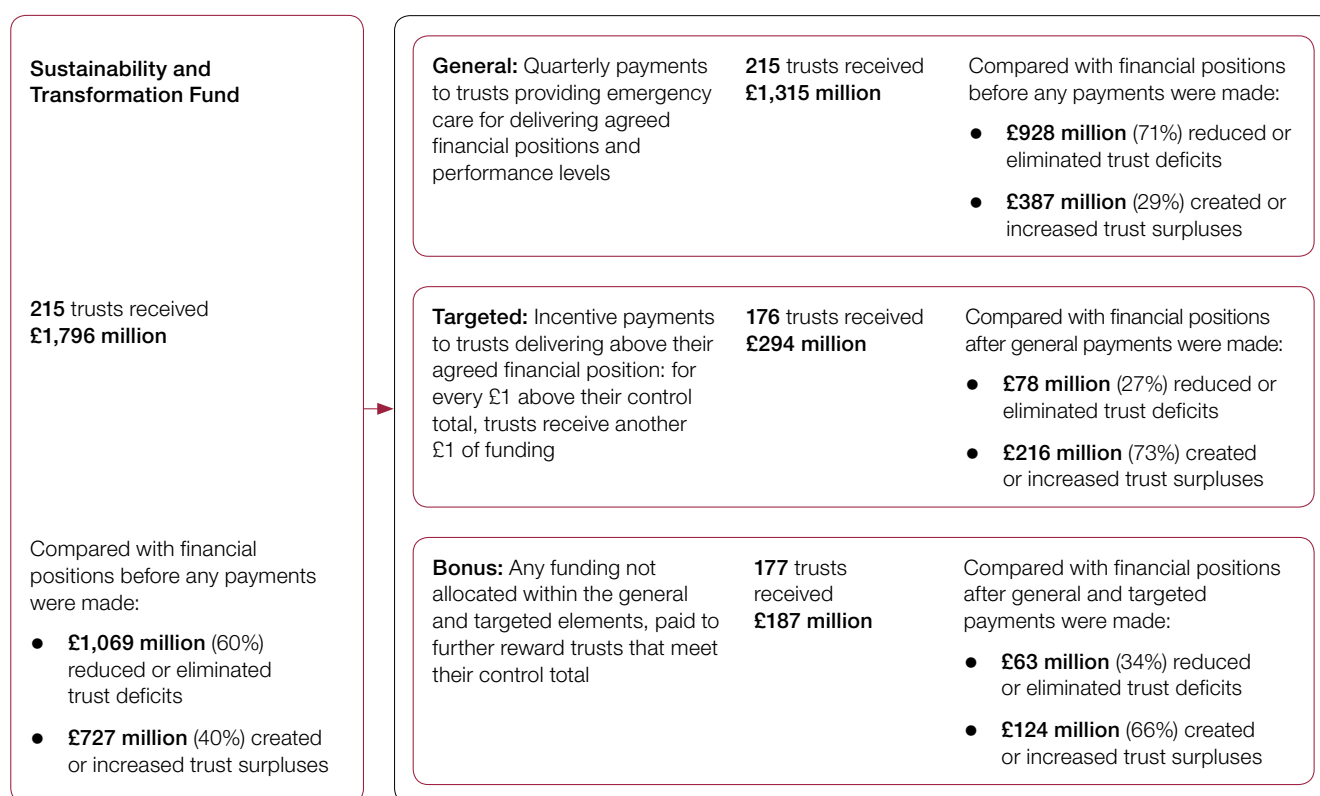 Sustainability and
Transformation Fund
215 trusts received
£1,796 million
Compared with financial
positions before any payments
were made:
● £1,069 million (60%)
reduced or eliminated
trust deficits
● £727 million (40%) created
or increased trust surpluses
General: Quarterly payments
to trusts providing emergency
care for delivering agreed
financial positions and
performance levels
215 trusts received
£1,315 million
Compared with financial positions
before any payments were made:
● £928 million (71%) reduced or
eliminated trust deficits
● £387 million (29%) created or
increased trust surpluses
Targeted: Incentive payments
to trusts delivering above their
agreed financial position: for
every £1 above their control
total, trusts receive another
£1 of funding
176 trusts received
£294 million
Compared with financial positions
after general payments were made:
● £78 million (27%) reduced or
eliminated trust deficits
● £216 million (73%) created
or increased trust surpluses
Bonus: Any funding not
allocated within the general
and targeted elements, paid to
further reward trusts that meet
their control total
177 trusts
received
£187 million
Compared with financial positions
after general and targeted
payments were made:
● £63 million (34%) reduced
or eliminated trust deficits
● £124 million (66%) created
or increased trust surpluses